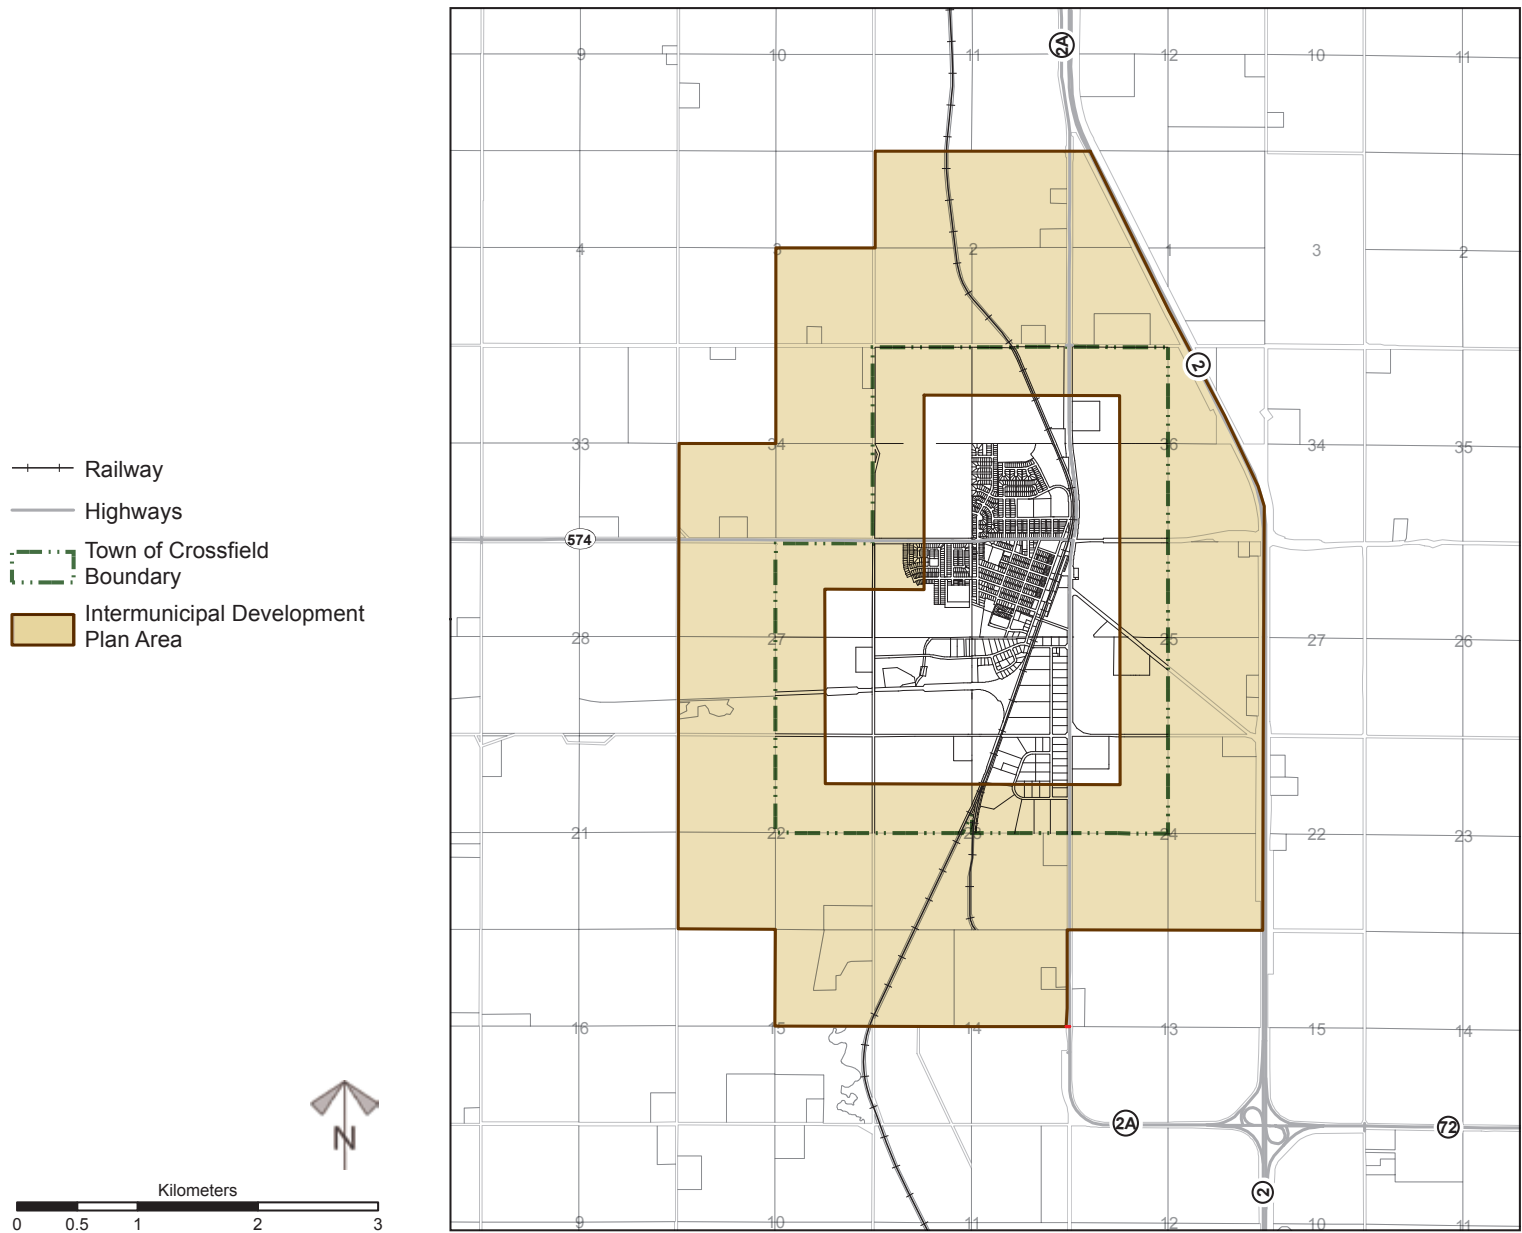 2A
9 10 11 12 10 11
4 3 2 1 3 2
2
33 34 36 34 35
Railway
Highways
574
Town of Crossfield
Boundary
Intermunicipal Development
Plan Area
28 27 25 27 26
21 22 23 24 22 23
16 15 14 13 15 14
N
2A 72
2
Kilometers
0 0.5 1 2 3
9 10 11 12 10 11